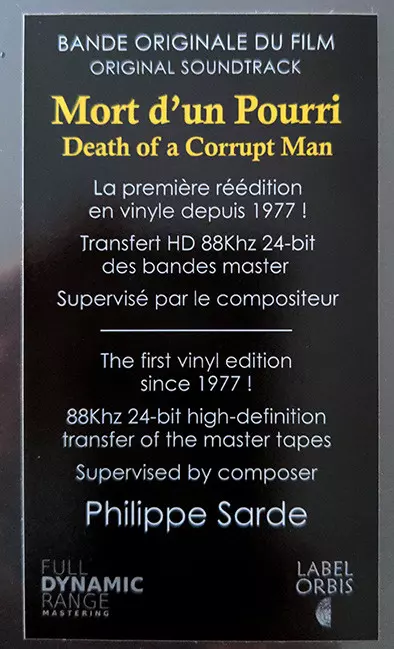 BANDE ORIGINALE DU FILM
ORIGINAL SOUNDTRACK
Mort d'un Pourri
Death of a Corrupt Man
La première réédition
en vinyle depuis 1977 !
Transfert HD 88Khz 24-bit
des bandes master
Supervisé par le compositeur
The first vinyl edition
since 1977 !
88Khz 24-bit high-definition
transfer of the master tapes
Supervised by composer
Philippe Sarde
FULL
DYNAMIC
RANGE
MASTERING
LABEL
ORBIS